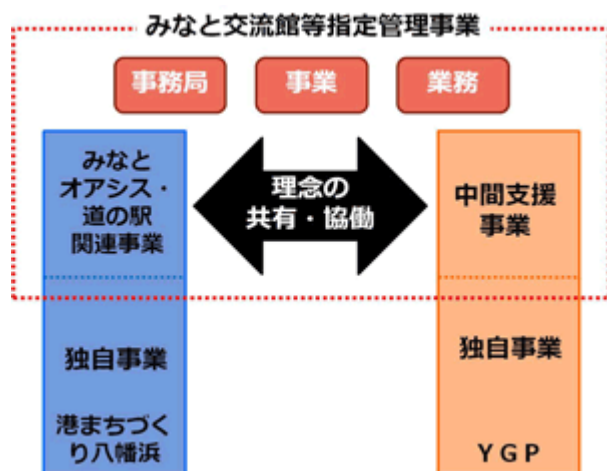 みなと交流館等指定管理事業
事務局 事業 業務
みなと
オアシス・
道の駅
関連事業
理念の
共有・協働
中間支援
事業
独自事業
港まちづく
り八幡浜
独自事業
YGP